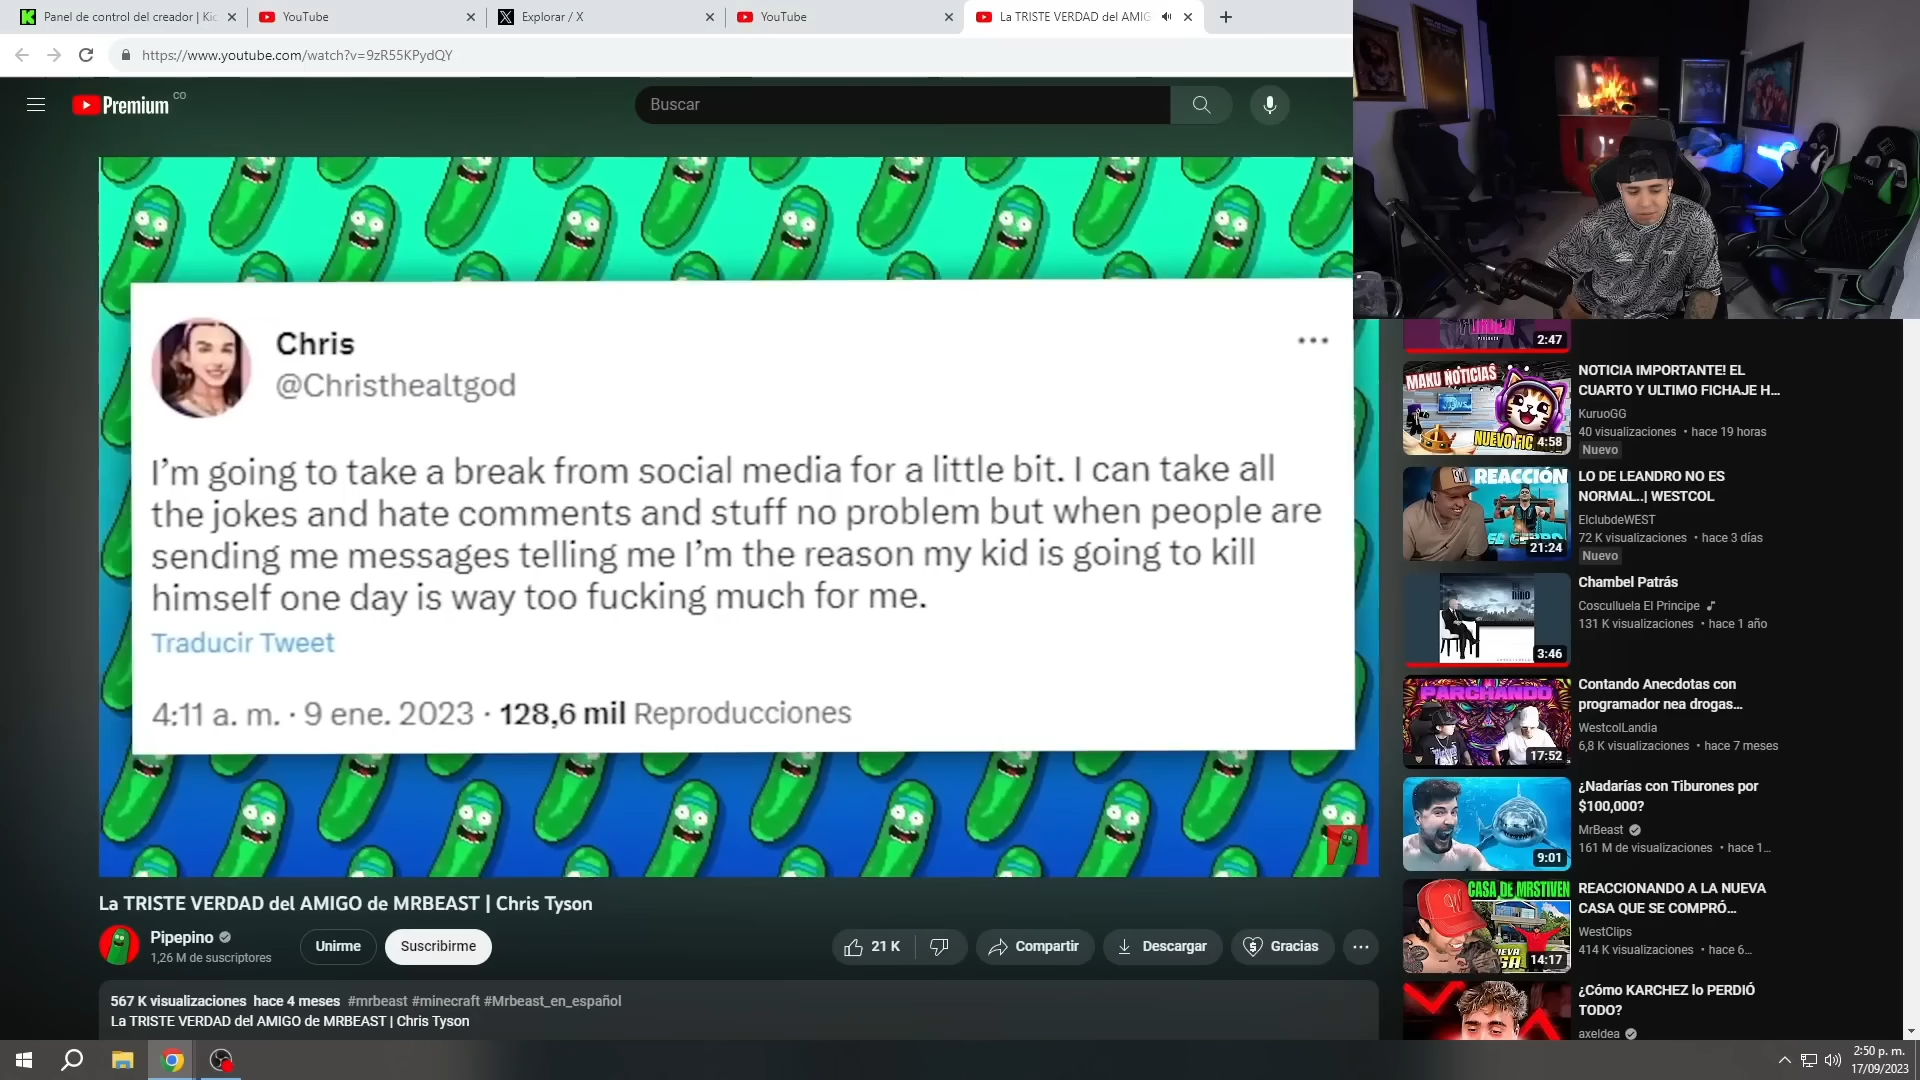 Panel de control del creador | Kic
YouTube
Explorar / X
YouTube
La TRISTE VERDAD del AMIG
https://www.youtube.com/watch?v=9zR55KPydQY
Premium CO
Buscar
Chris
@Christhealtgod
I'm going to take a break from social media for a little bit. I can take all
the jokes and hate comments and stuff no problem but when people are
sending me messages telling me I'm the reason my kid is going to kill
himself one day is way too fucking much for me.
Traducir Tweet
4:11 a. m. · 9 ene. 2023 · 128,6 mil Reproducciones
La TRISTE VERDAD del AMIGO de MRBEAST | Chris Tyson
Pipepino
1,26 M de suscriptores
Unirme
Suscribirme
21 K
Compartir
Descargar
Gracias
567 K visualizaciones hace 4 meses #mrbeast #minecraft #Mrbeast_en_español
La TRISTE VERDAD del AMIGO de MRBEAST | Chris Tyson
2:47
MAKU NOTICIAS
NEWS
NUEVO FIC
4:58
NOTICIA IMPORTANTE! EL
CUARTO Y ULTIMO FICHAJE H...
KuruoGG
40 visualizaciones • hace 19 horas
Nuevo
REACCIÓN
21:24
LO DE LEANDRO NO ES
NORMAL..| WESTCOL
ElclubdeWEST
72 K visualizaciones • hace 3 días
Nuevo
NIÑO
3:46
Chambel Patrás
Cosculluela El Principe
131 K visualizaciones • hace 1 año
PARCHANDO
17:52
Contando Anecdotas con
programador nea drogas...
WestcolLandia
6,8 K visualizaciones • hace 7 meses
9:01
¿Nadarías con Tiburones por
$100,000?
MrBeast
161 M de visualizaciones • hace 1...
CASA DE MRSTIVEN
14:17
REACCIONANDO A LA NUEVA
CASA QUE SE COMPRÓ...
WestClips
414 K visualizaciones • hace 6...
¿Cómo KARCHEZ lo PERDIÓ
TODO?
axeldea
2:50 p. m.
17/09/2023